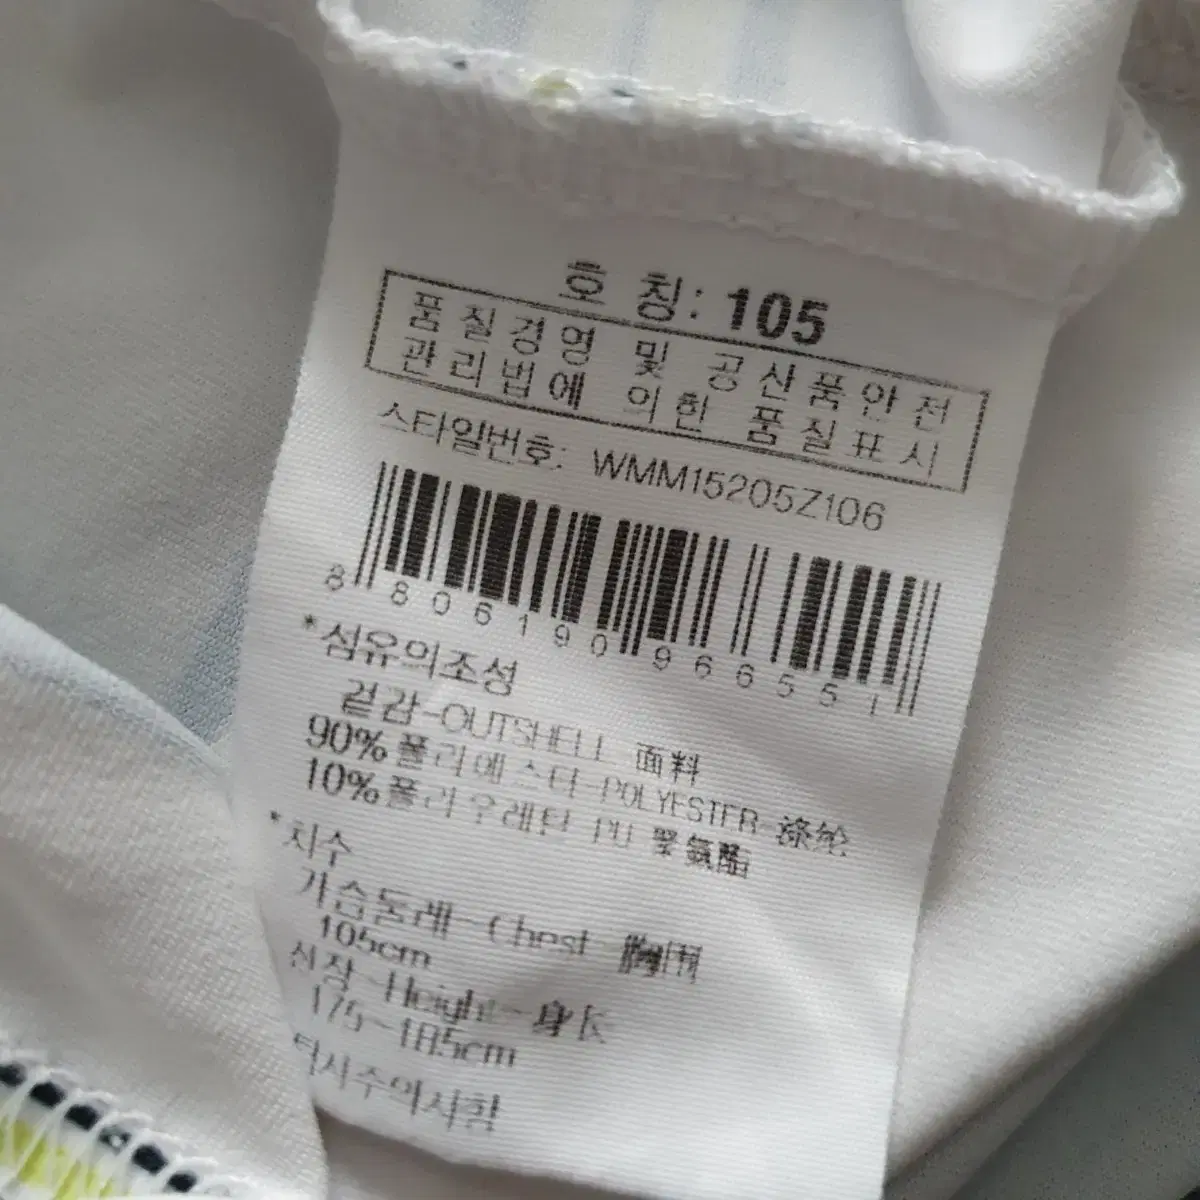 호 칭: 105
품질경영 및 공산품안전
관리법에 의한 품질표시
스타일번호: WMM15205Z106
8 806190 966551
*섬유의조성
겉감-OUTSHELL 面料
90% 폴리에스터-POLYESTER-涤纶
10% 폴리우레탄 PU 聚氨酯
*치수
가슴둘레-Chest-胸围
105cm
신장-Height-身长
175-185cm